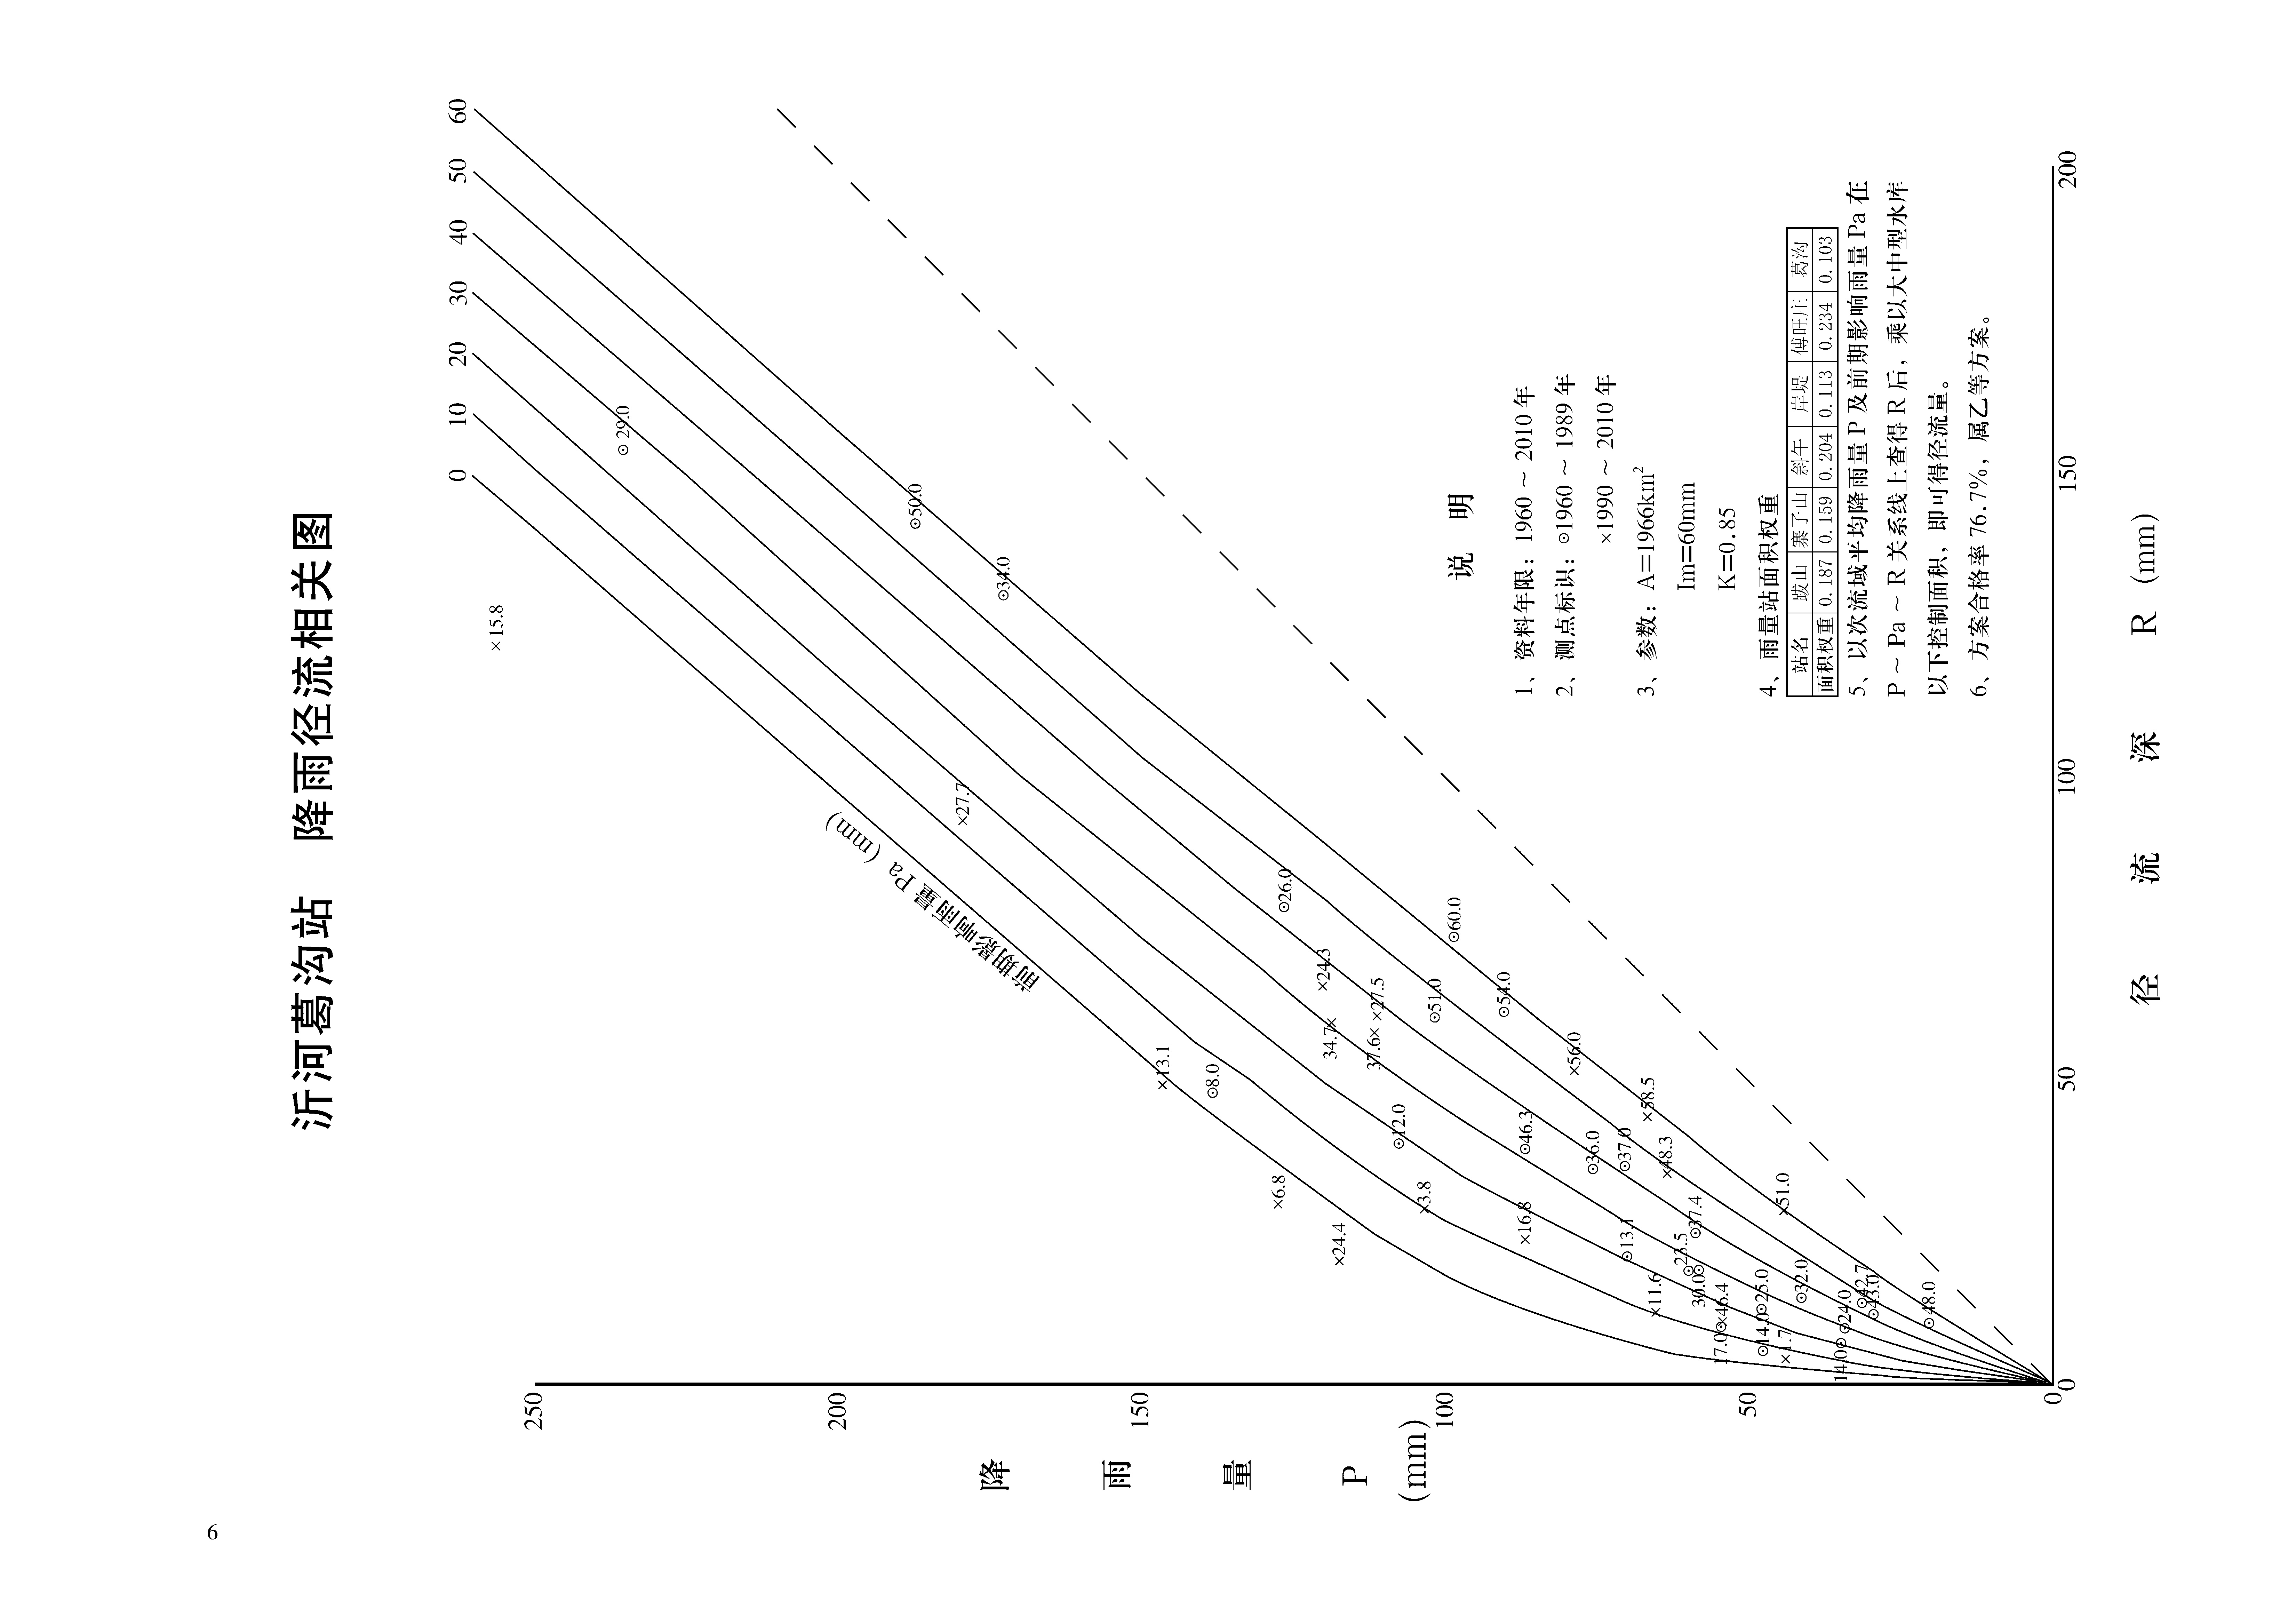 6
沂河葛沟站 降雨径流相关图
0 10 20 30 40 50 60
×15.8
250
⊙ 29.0
200
前期影响雨量 Pa (mm)
⊙50.0
×27.7
降
⊙34.0
雨
150
×13.1
⊙8.0
量
×6.8
34.7× ×24.3 ⊙26.0
×24.4
P
37.6× ×27.5
⊙12.0
(mm)
×3.8
⊙51.0
100
⊙60.0
⊙54.0
×16.8 ⊙46.3
×56.0
⊙36.0
⊙13.1 ⊙37.0
×58.5
×11.6 ×48.3
23.5
30.0⊙ ⊙37.4
17.0⊙ ×46.4
50
⊙14.0 ⊙25.0
×1.7 ×51.0
⊙32.0
14.0⊙ ⊙24.0
⊙42.7
⊙43.0
⊙48.0
0
0 50 100 150 200
径 流 深 R (mm)
说 明
1、资料年限：1960 ~ 2010 年
2、测点标识：⊙1960 ~ 1989 年
×1990 ~ 2010 年
3、参数：A=1966km²
Im=60mm
K=0.85
4、雨量站面积权重
站名 跋山 寨子山 斜午 岸堤 傅旺庄 葛沟
面积权重 0.187 0.159 0.204 0.113 0.234 0.103
5、以次流域平均降雨量 P 及前期影响雨量 Pa 在
P ~ Pa ~ R 关系线上查得 R 后，乘以大中型水库
以下控制面积，即可得径流量。
6、方案合格率 76.7%，属乙等方案。